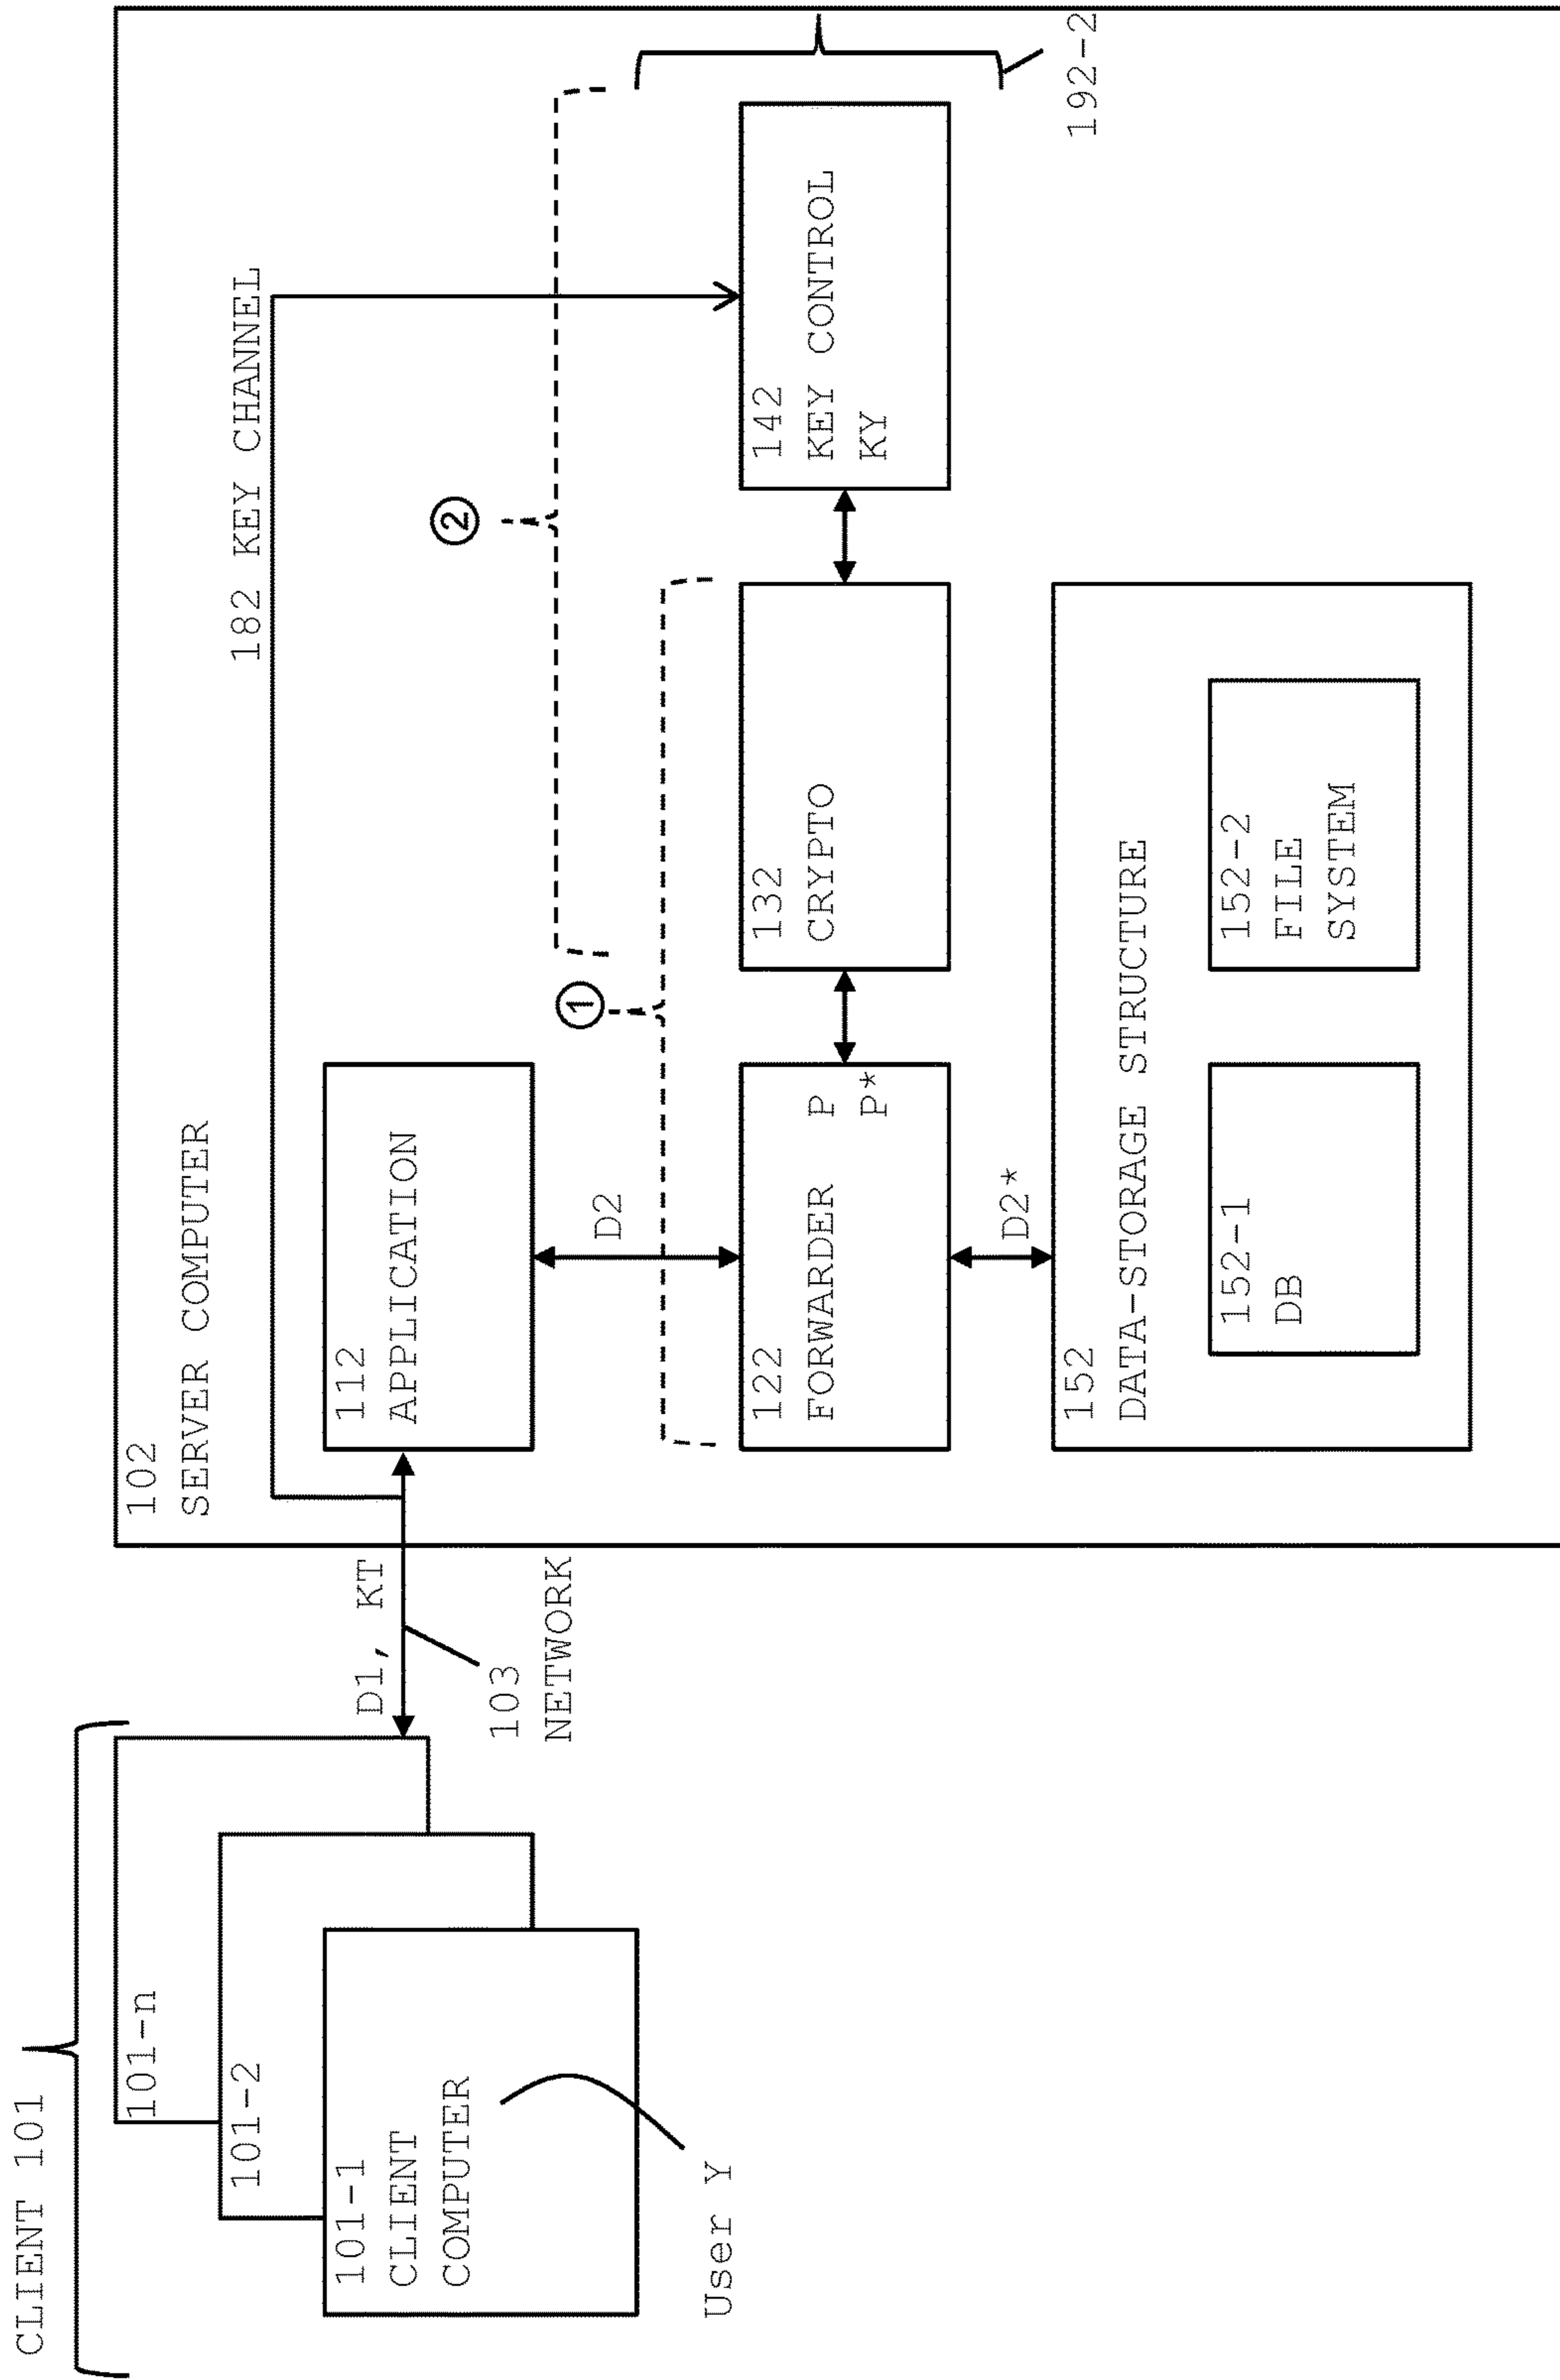 CLIENT 101
101-n
101-2
101-1
CLIENT
COMPUTER
User Y
D1, KT
103
NETWORK
102
SERVER COMPUTER
182 KEY CHANNEL
112
APPLICATION
D2
①
②
122
FORWARDER P
P*
132
CRYPTO
142
KEY CONTROL
KY
192-2
D2*
152
DATA-STORAGE STRUCTURE
152-1
DB
152-2
FILE
SYSTEM